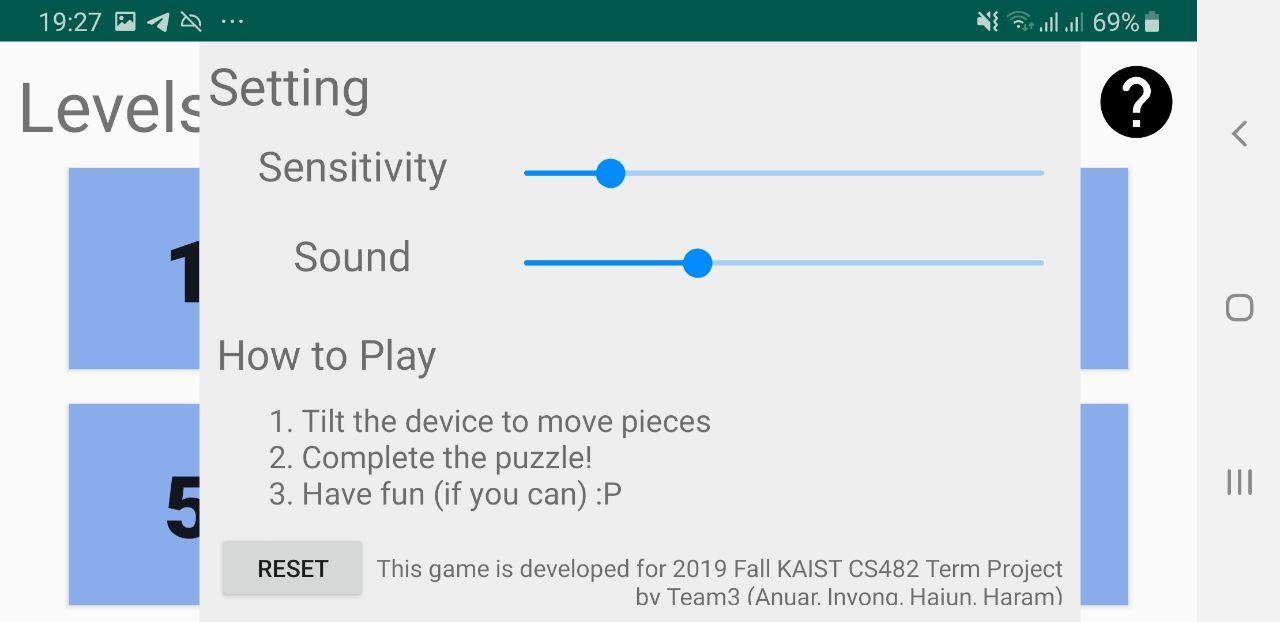 19:27
69%
Levels
Setting
?
Sensitivity
Sound
1
How to Play
1. Tilt the device to move pieces
2. Complete the puzzle!
3. Have fun (if you can) :P
5
RESET
This game is developed for 2019 Fall KAIST CS482 Term Project
by Team3 (Anuar, Inyong, Hajun, Haram)